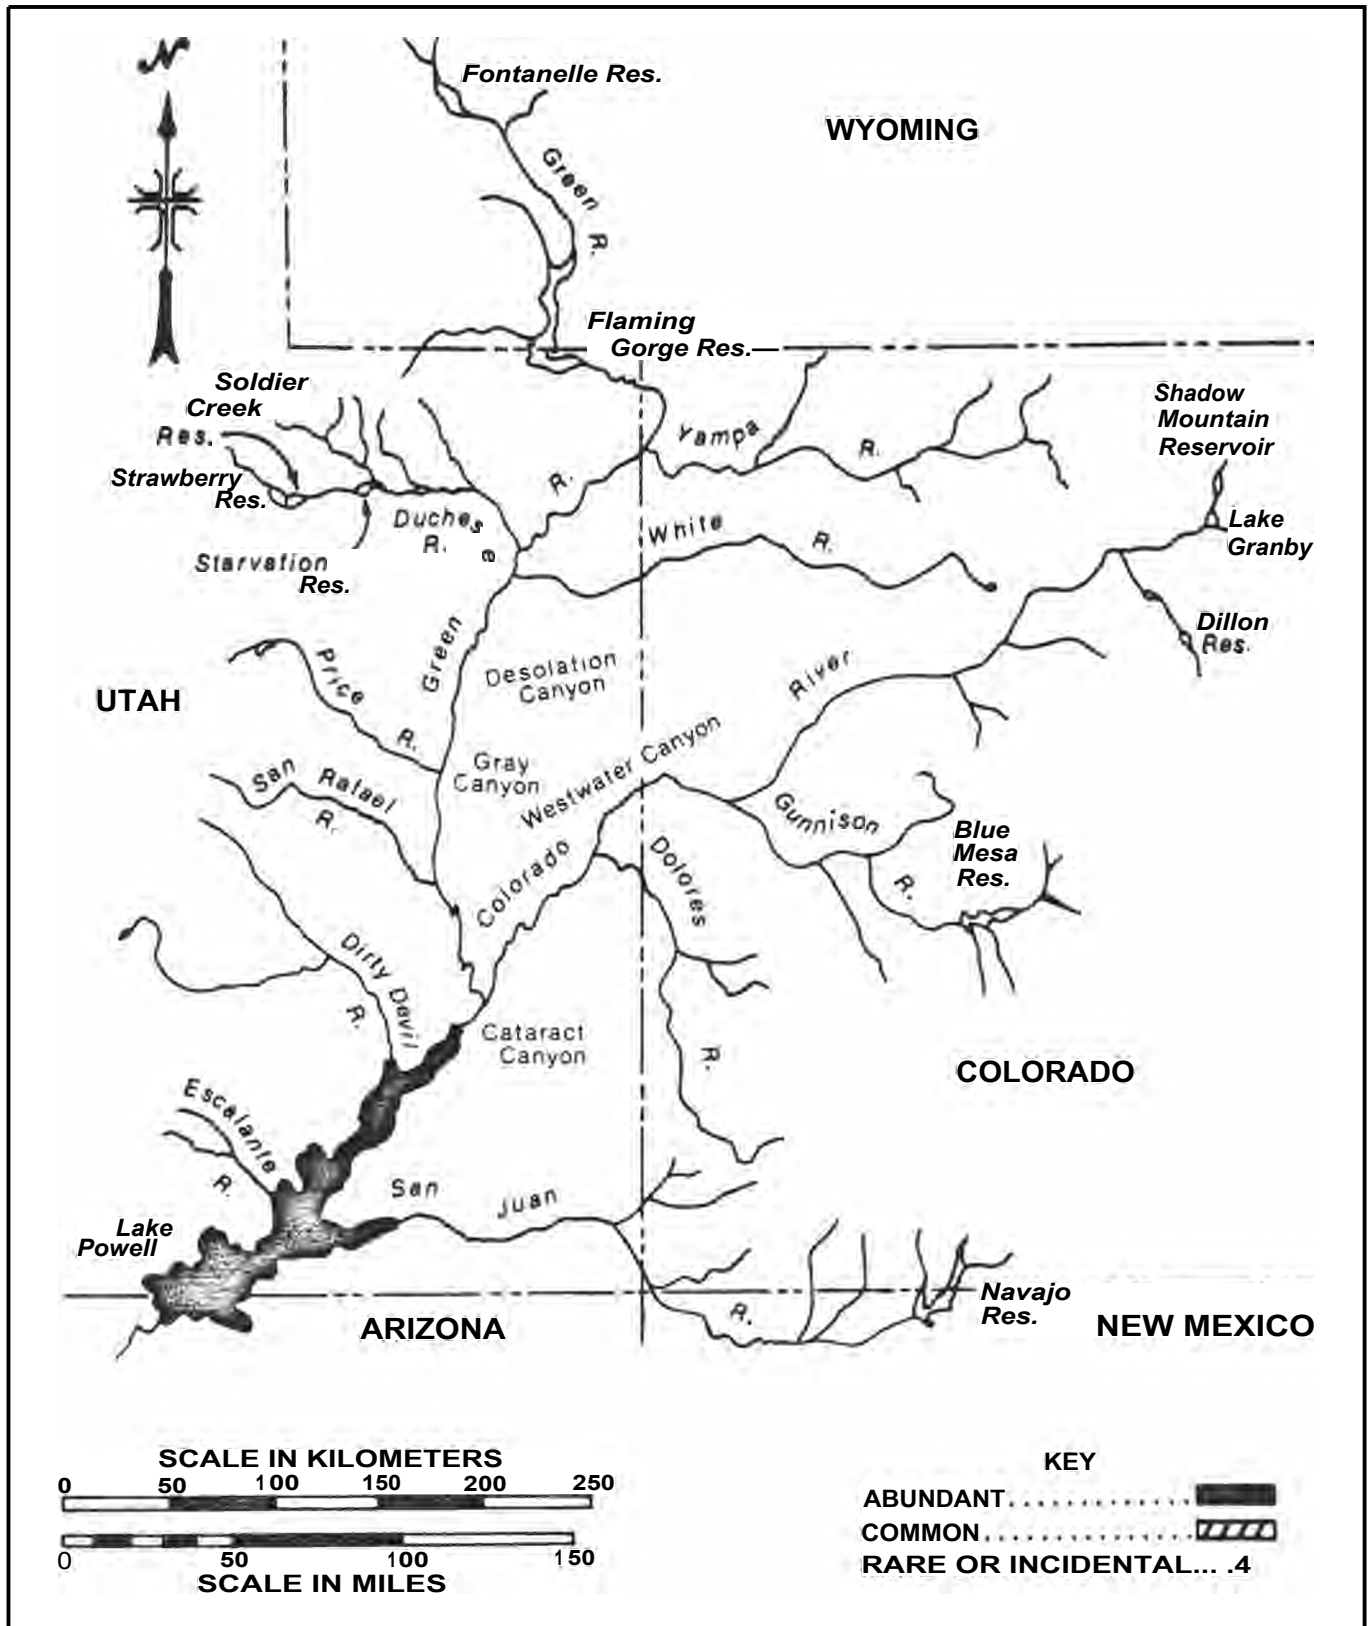 N
Fontanelle Res.
WYOMING
Green
R.
Flaming
Gorge Res.
Soldier
Creek
Res.
Strawberry
Res.
Starvation
Res.
Duches
n
e
R.
Green
R.
Yampa
R.
Shadow
Mountain
Reservoir
Lake
Granby
White
R.
Dillon
Res.
UTAH
Price
R.
Desolation
Canyon
Gray
Canyon
San Rafael
R.
Westwater Canyon
Colorado
River
Gunnison
R.
Blue
Mesa
Res.
Dolores
R.
Dirty Devil
R.
Cataract
Canyon
COLORADO
Escalante
R.
San Juan
R.
Lake
Powell
Navajo
Res.
ARIZONA
NEW MEXICO
SCALE IN KILOMETERS
0 50 100 150 200 250
0 50 100 150
SCALE IN MILES
KEY
ABUNDANT
COMMON
RARE OR INCIDENTAL... .4